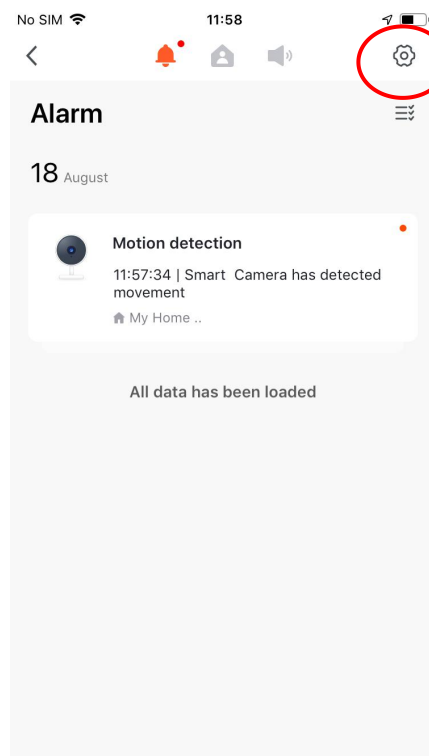 No SIM 11:58
Alarm
18 August
Motion detection
11:57:34 | Smart Camera has detected
movement
My Home ..
All data has been loaded